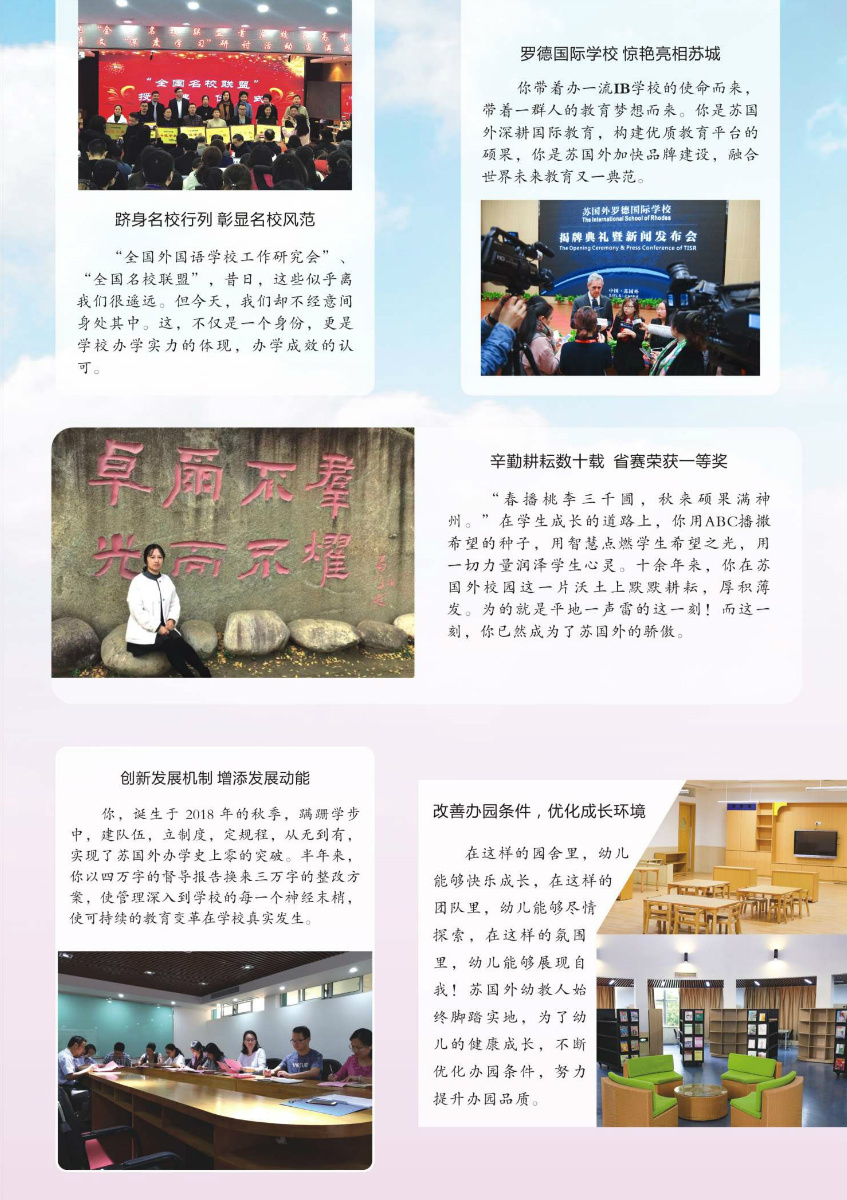 “全国名校联盟”
跻身名校行列 彰显名校风范
“全国外国语学校工作研究会”、
“全国名校联盟”，昔日，这些似乎离
我们很遥远。但今天，我们却不经意间
身处其中。这，不仅是一个身份，更是
学校办学实力的体现，办学成效的认
可。
罗德国际学校 惊艳亮相苏城
你带着办一流IB学校的使命而来，
带着一群人的教育梦想而来。你是苏国
外深耕国际教育，构建优质教育平台的
硕果，你是苏国外加快品牌建设，融合
世界未来教育又一典范。
苏国外罗德国际学校
The International School of Rhodes
揭牌典礼暨新闻发布会
The Opening Ceremony & Press Conference of TISR
中国·苏国外
卓尔不群
光而不耀
辛勤耕耘数十载 省赛荣获一等奖
“春播桃李三千圃，秋来硕果满神
州。”在学生成长的道路上，你用ABC播撒
希望的种子，用智慧点燃学生希望之光，用
一切力量润泽学生心灵。十余年来，你在苏
国外校园这一片沃土上默默耕耘，厚积薄
发。为的就是平地一声雷的这一刻！而这一
刻，你已然成为了苏国外的骄傲。
创新发展机制 增添发展动能
你，诞生于 2018 年的秋季，蹒跚学步
中，建队伍，立制度，定规程，从无到有，
实现了苏国外办学史上零的突破。半年来，
你以四万字的督导报告换来三万字的整改方
案，使管理深入到学校的每一个神经末梢，
使可持续的教育变革在学校真实发生。
改善办园条件，优化成长环境
在这样的园舍里，幼儿
能够快乐成长，在这样的
团队里，幼儿能够尽情
探索，在这样的氛围
里，幼儿能够展现自
我！苏国外幼教人始
终脚踏实地，为了幼
儿的健康成长，不断
优化办园条件，努力
提升办园品质。